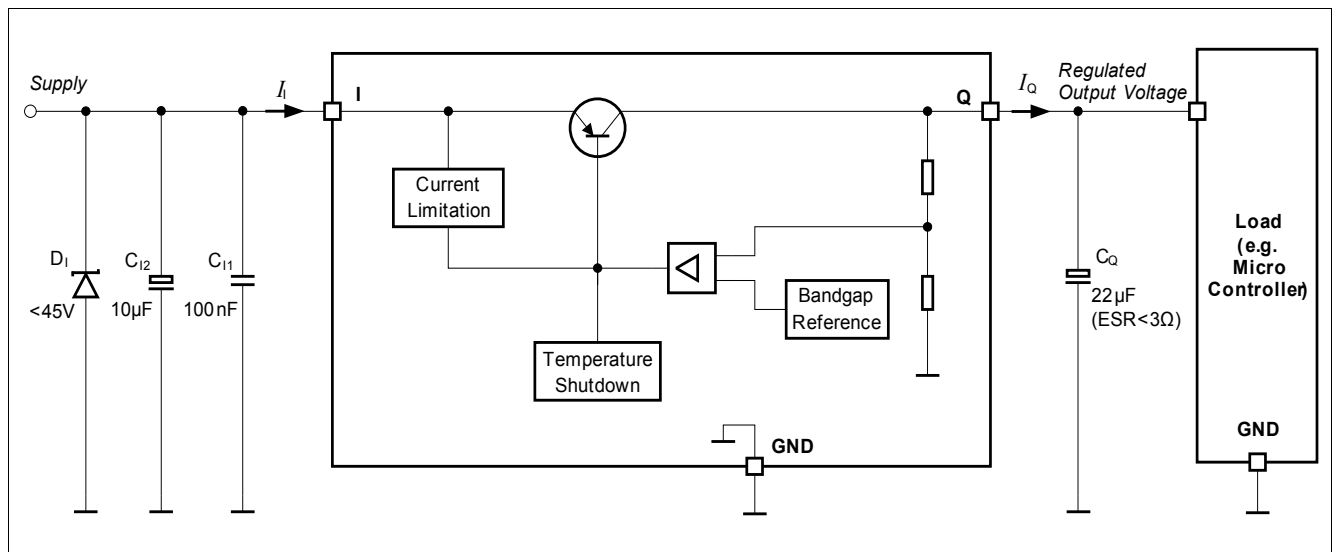 Supply
I_I
I
Q
I_Q
Regulated
Output Voltage
Current
Limitation
Bandgap
Reference
Temperature
Shutdown
GND
D_I
<45V
C_I2
10µF
C_I1
100nF
C_Q
22µF
(ESR<3Ω)
Load
(e.g.
Micro
Controller)
GND